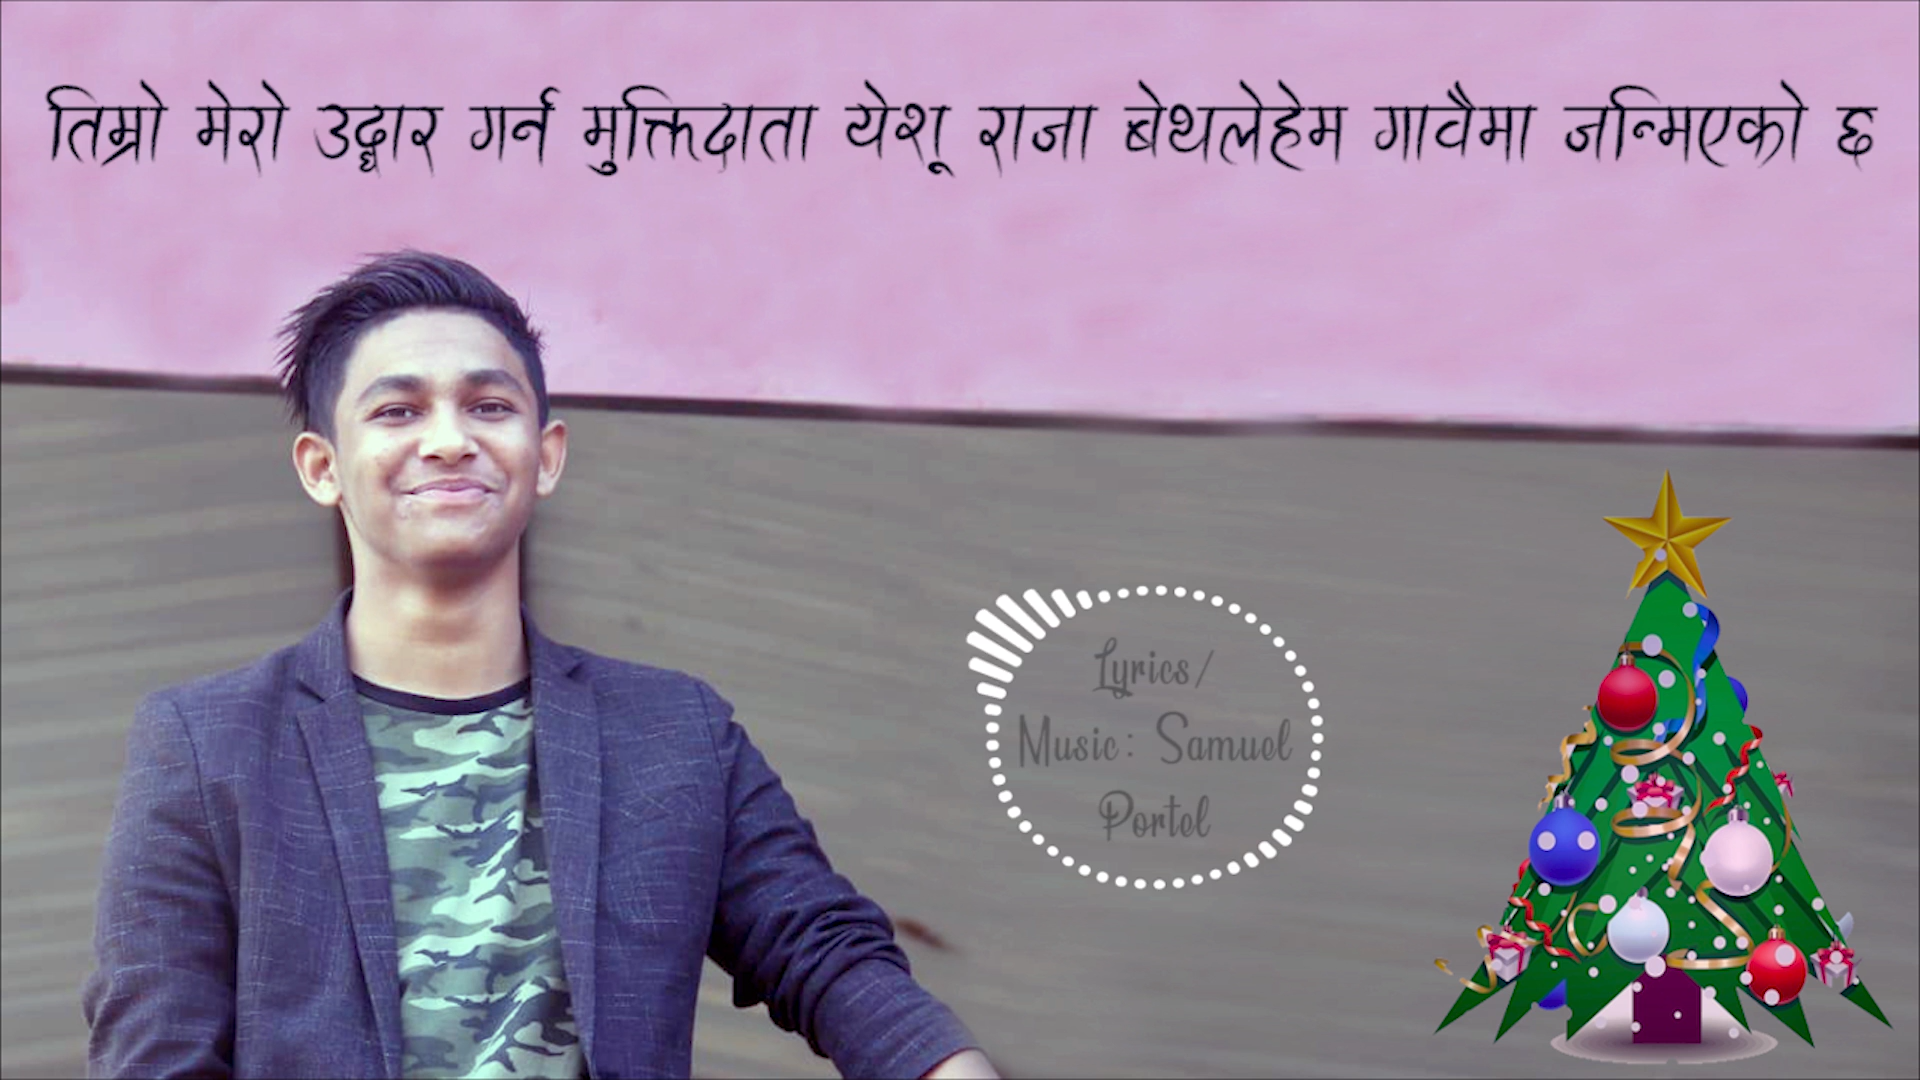 तिम्रो मेरो उद्धार गर्न मुक्तिदाता येशू राजा बेथलेहेम गावैमा जन्मिएको छ
Lyrics/
Music: Samuel
Portel